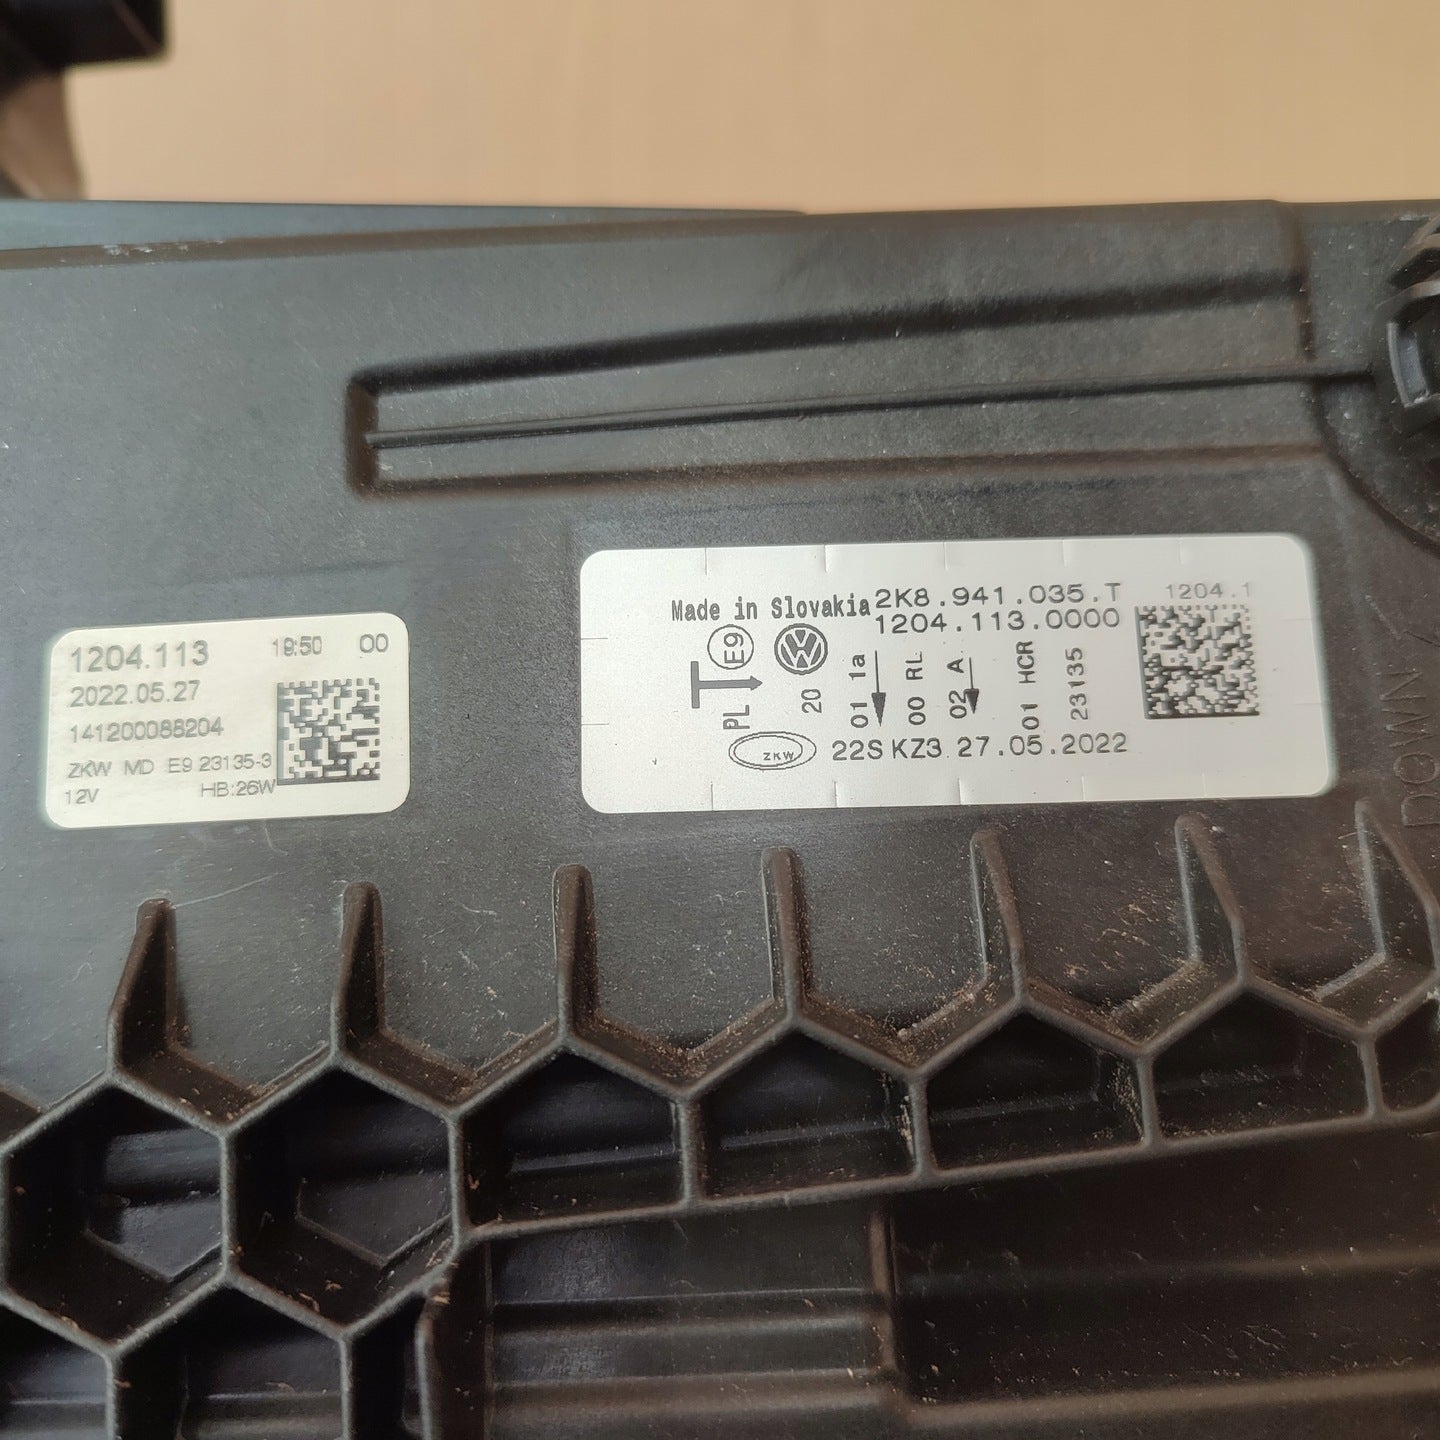 1204.113 19:50 00
2022.05.27
141200088204
ZKW MD E9 23135-3
12V HB:26W
Made in Slovakia 2K8.941.035.T 1204.1
1204.113.0000
E9
T
PL
20
01 1a
00 RL
02 A
01 HCR
23135
ZKW 22S KZ3 27.05.2022
DOWN